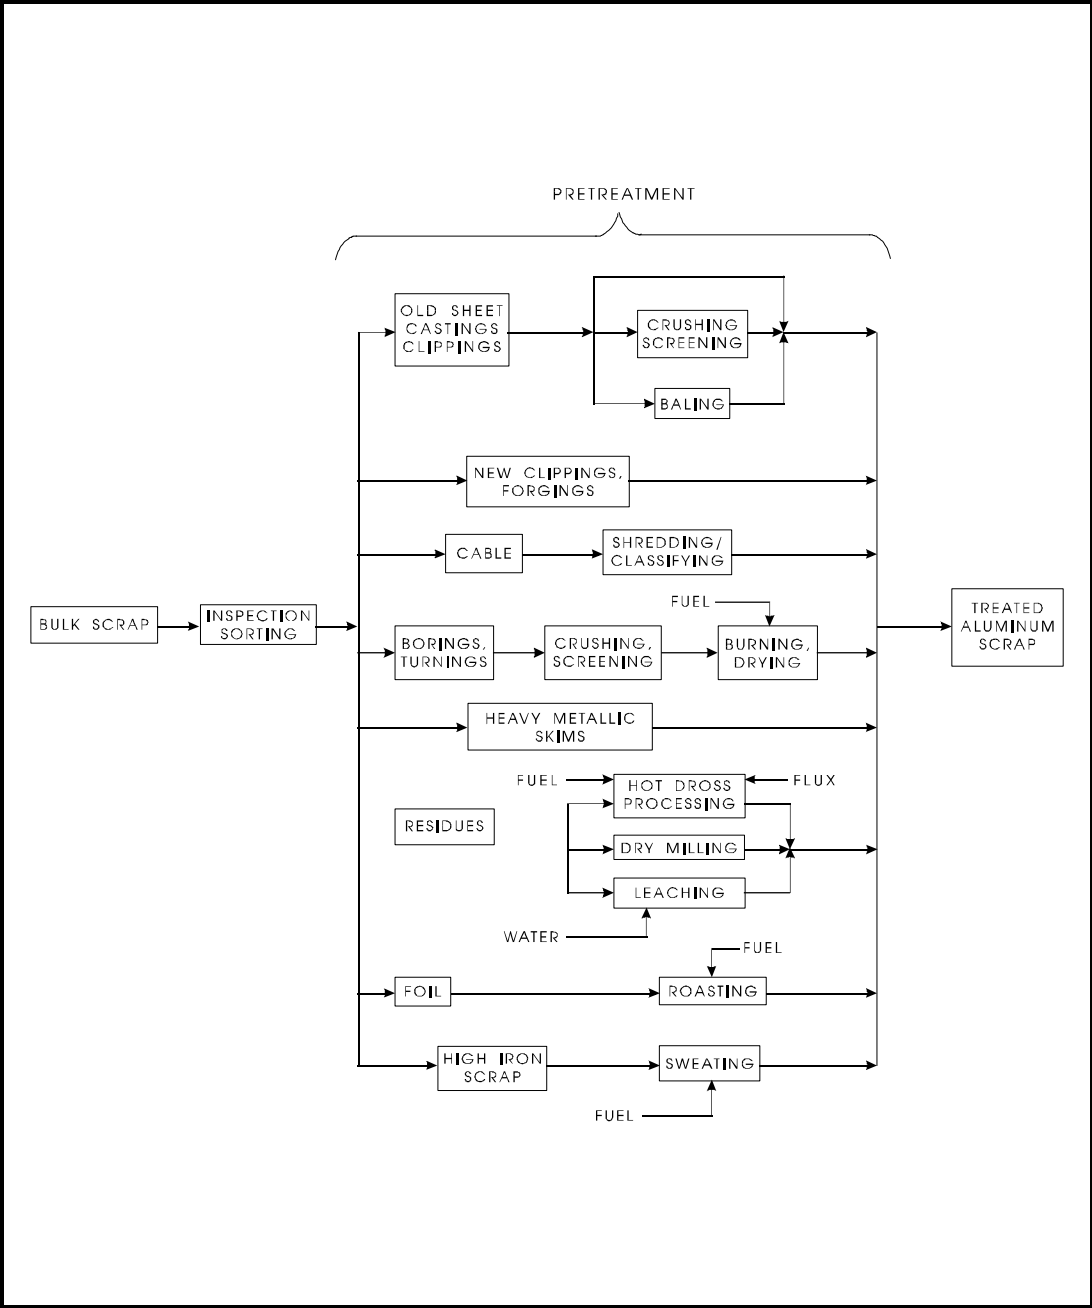 PRETREATMENT
OLD SHEET
CASTINGS
CLIPPINGS
CRUSHING
SCREENING
BALING
NEW CLIPPINGS,
FORGINGS
CABLE
SHREDDING/
CLASSIFYING
BULK SCRAP
INSPECTION
SORTING
FUEL
BORINGS,
TURNINGS
CRUSHING,
SCREENING
BURNING,
DRYING
TREATED
ALUMINUM
SCRAP
HEAVY METALLIC
SKIMS
FUEL
HOT DROSS
PROCESSING
FLUX
RESIDUES
DRY MILLING
LEACHING
WATER
FUEL
FOIL
ROASTING
HIGH IRON
SCRAP
SWEATING
FUEL